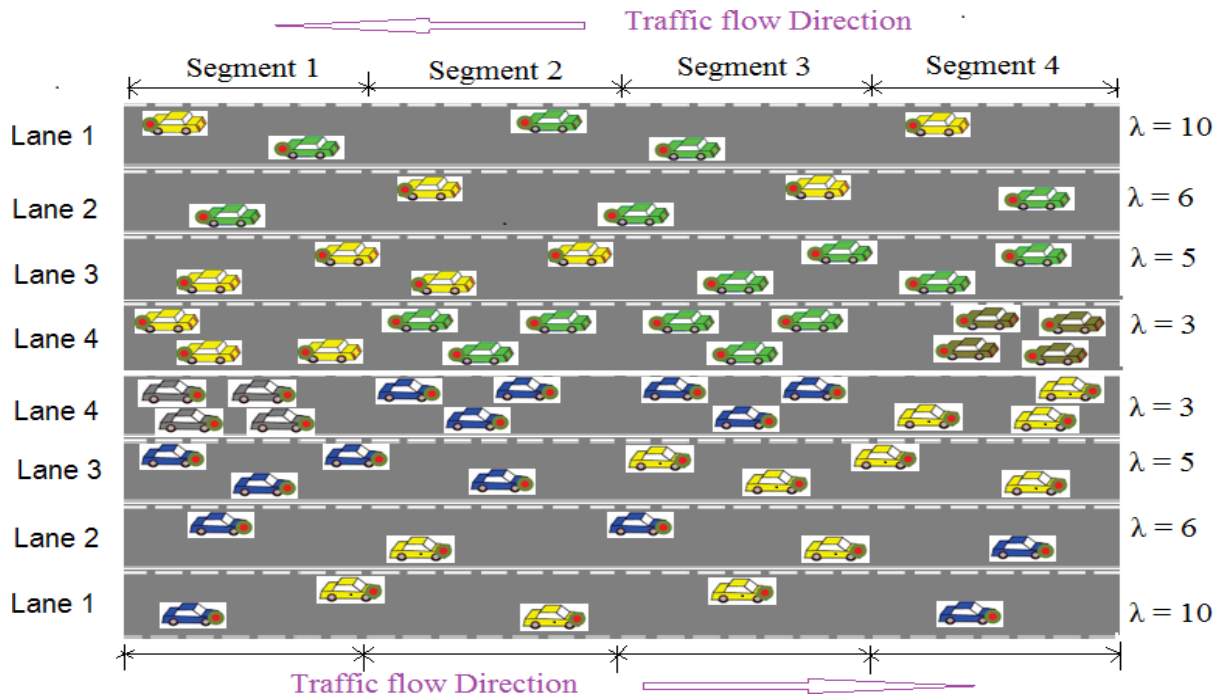 Traffic flow Direction
Segment 1 Segment 2 Segment 3 Segment 4
Lane 1 λ = 10
Lane 2 λ = 6
Lane 3 λ = 5
Lane 4 λ = 3
Lane 4 λ = 3
Lane 3 λ = 5
Lane 2 λ = 6
Lane 1 λ = 10
Traffic flow Direction